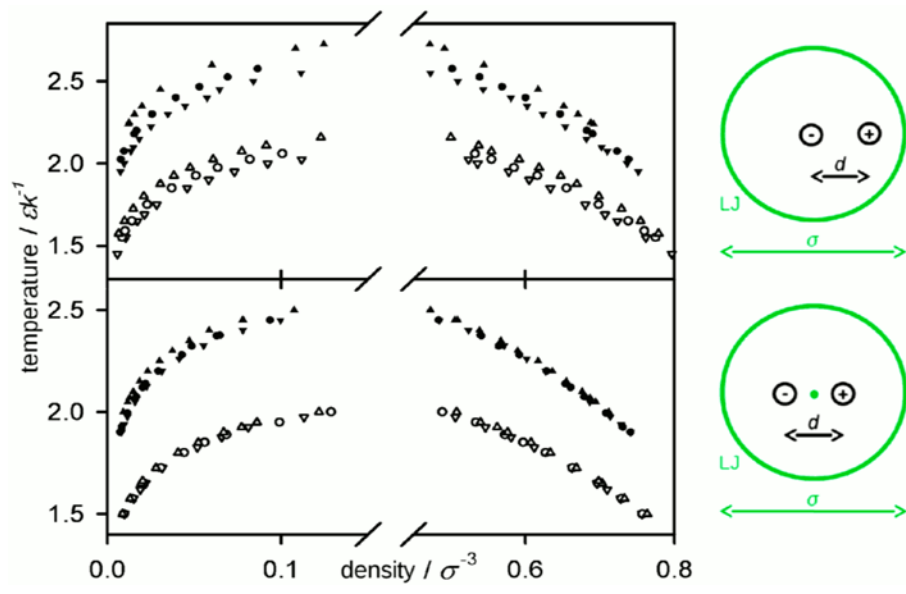 2.5
2.0
1.5
2.5
2.0
1.5
temperature / εk⁻¹
0.0
0.1
density / σ⁻³
0.6
0.8
- +
d
LJ
σ
- +
d
LJ
σ